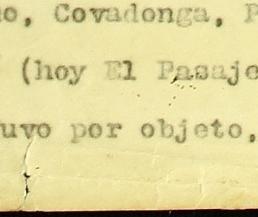 o, Covadonga, P
(hoy El Pasaje
uvo por objeto.